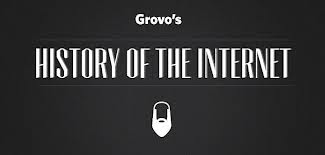 Grovo's
HISTORY OF THE INTERNET